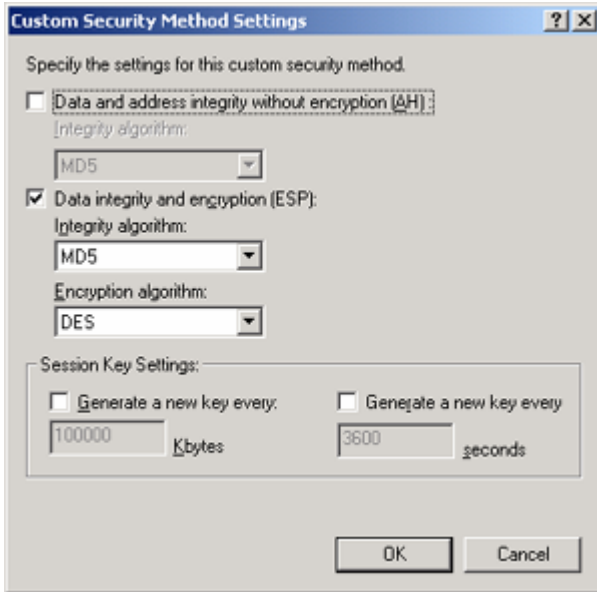 Custom Security Method Settings
Specify the settings for this custom security method.
Data and address integrity without encryption (AH) :
Integrity algorithm:
MD5
Data integrity and encryption (ESP):
Integrity algorithm:
MD5
Encryption algorithm:
DES
Session Key Settings:
Generate a new key every: Generate a new key every
100000 Kbytes 3600 seconds
OK Cancel